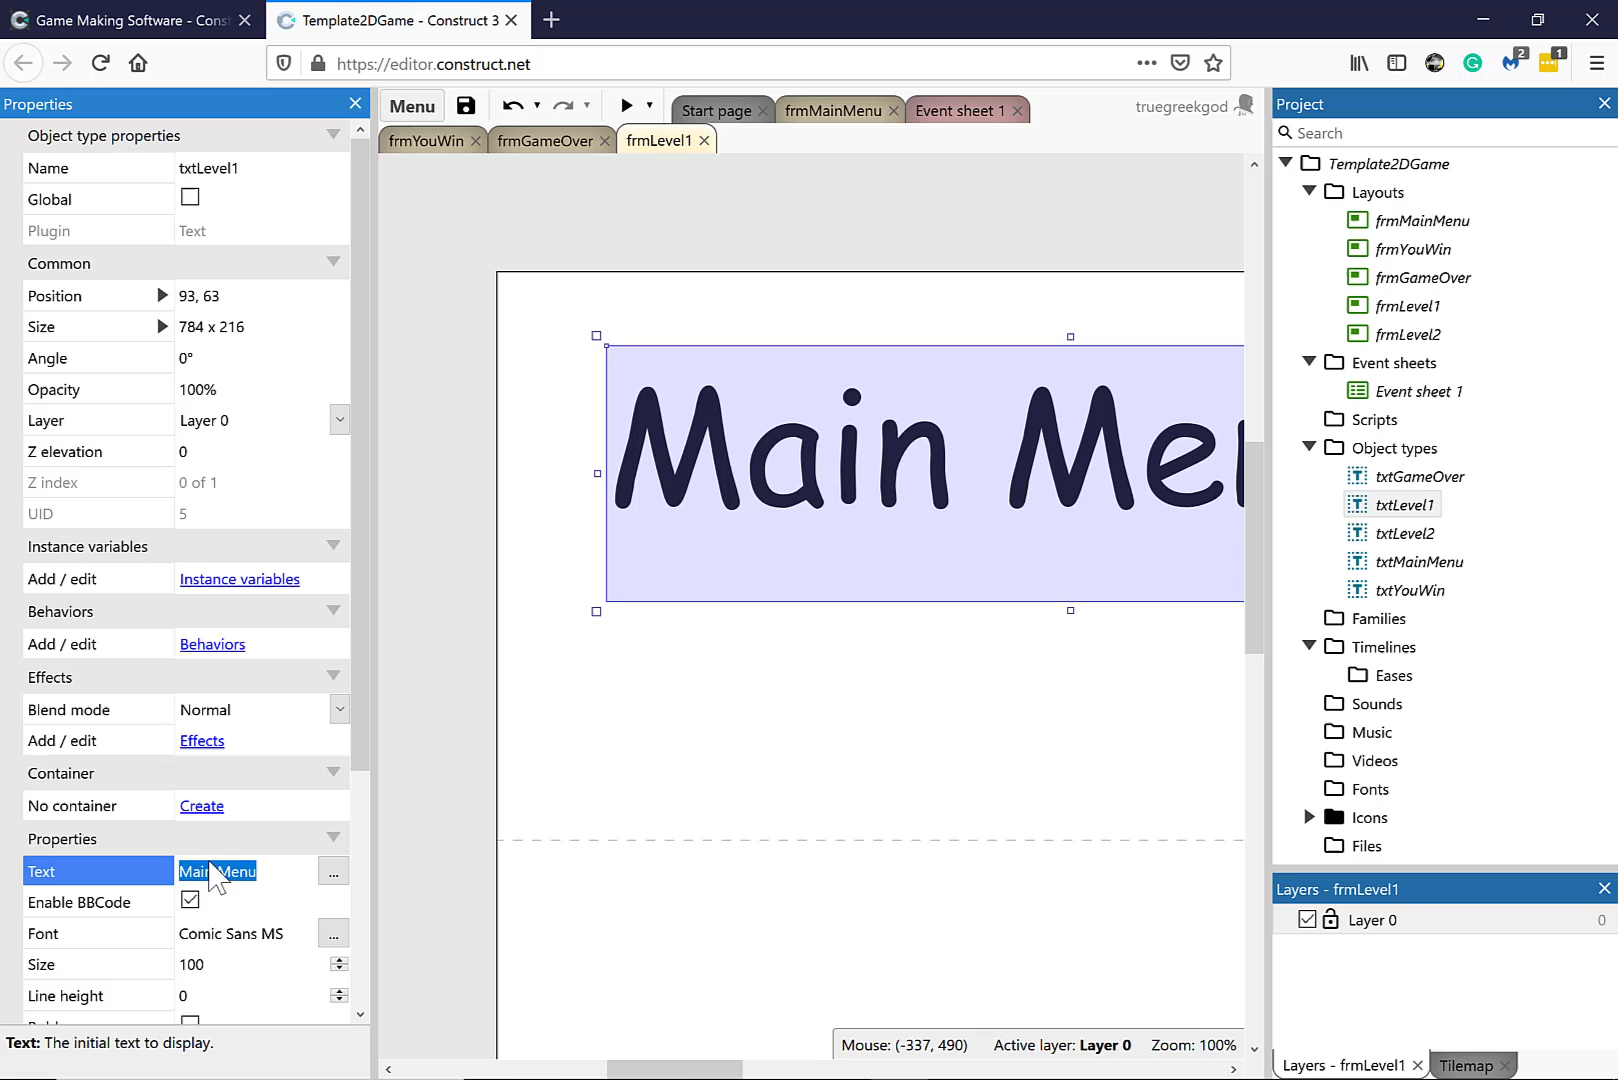 Game Making Software - Cons
Template2DGame - Construct 3
https://editor.construct.net
2
1
Properties
Menu
Start page
frmMainMenu
Event sheet 1
truegreekgod
Project
frmYouWin
frmGameOver
frmLevel1
Search
Object type properties
Name txtLevel1
Global
Plugin Text
Common
Position 93, 63
Size 784 x 216
Angle 0°
Opacity 100%
Layer Layer 0
Z elevation 0
Z index 0 of 1
UID 5
Instance variables
Add / edit Instance variables
Behaviors
Add / edit Behaviors
Effects
Blend mode Normal
Add / edit Effects
Container
No container Create
Properties
Text Main Menu ...
Enable BBCode
Font Comic Sans MS ...
Size 100
Line height 0
Text: The initial text to display.
Main Men
Mouse: (-337, 490) Active layer: Layer 0 Zoom: 100%
Template2DGame
Layouts
frmMainMenu
frmYouWin
frmGameOver
frmLevel1
frmLevel2
Event sheets
Event sheet 1
Scripts
Object types
txtGameOver
txtLevel1
txtLevel2
txtMainMenu
txtYouWin
Families
Timelines
Eases
Sounds
Music
Videos
Fonts
Icons
Files
Layers - frmLevel1
Layer 0 0
Layers - frmLevel1
Tilemap